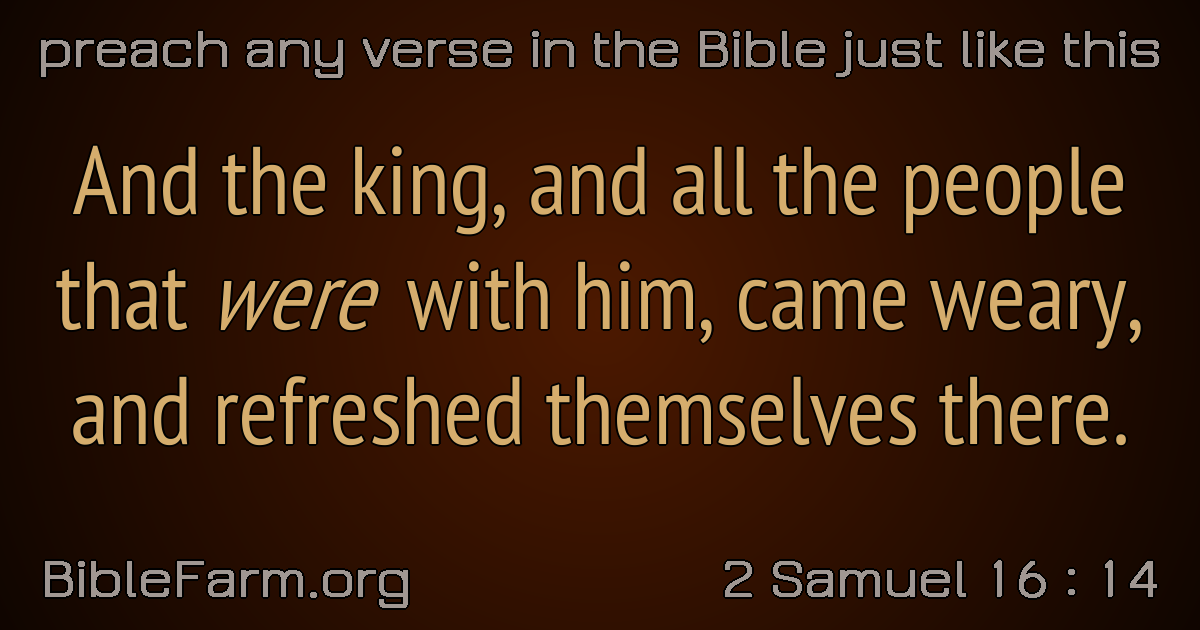 preach any verse in the Bible just like this
And the king, and all the people
that were with him, came weary,
and refreshed themselves there.
BibleFarm.org
2 Samuel 16 : 14